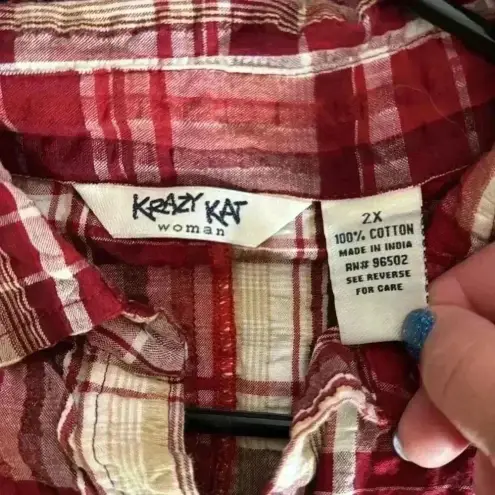 KRAZY KAT
woman
2X
100% COTTON
MADE IN INDIA
RN# 96502
SEE REVERSE
FOR CARE